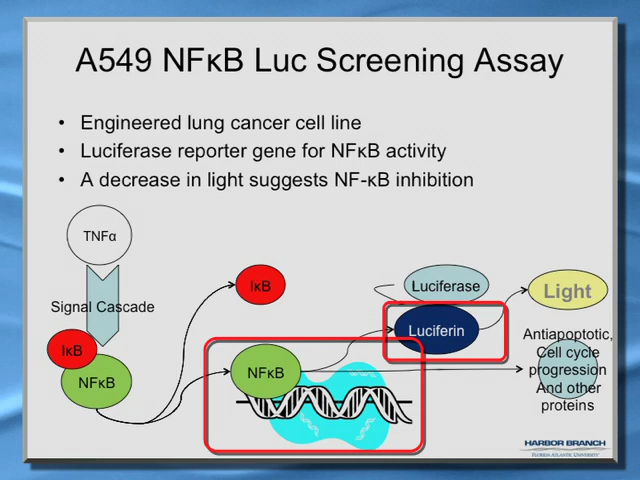 A549 NFκB Luc Screening Assay
• Engineered lung cancer cell line
• Luciferase reporter gene for NFκB activity
• A decrease in light suggests NF-κB inhibition
TNFα
Signal Cascade
IκB
NFκB
IκB
NFκB
Luciferase
Luciferin
Light
Antiapoptotic,
Cell cycle
progression
And other
proteins
HARBOR BRANCH
FLORIDA ATLANTIC UNIVERSITY